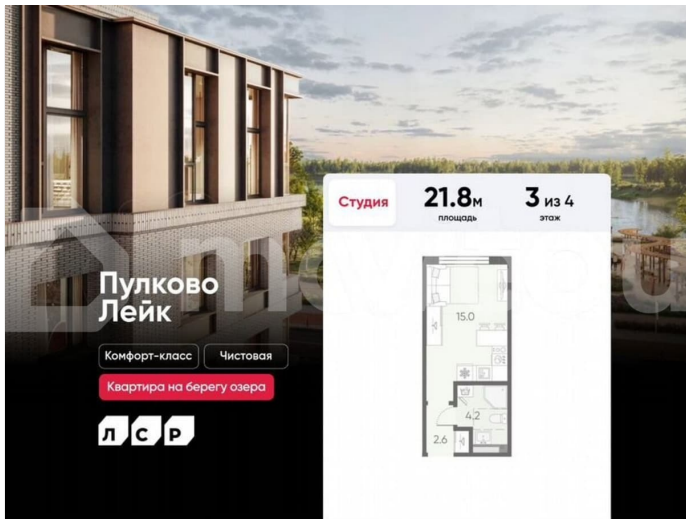 Студия
21.8м
площадь
3 из 4
этаж
Пулково
Лейк
Комфорт-класс
Чистовая
Квартира на берегу озера
ЛСР
15.0
4.2
2.6